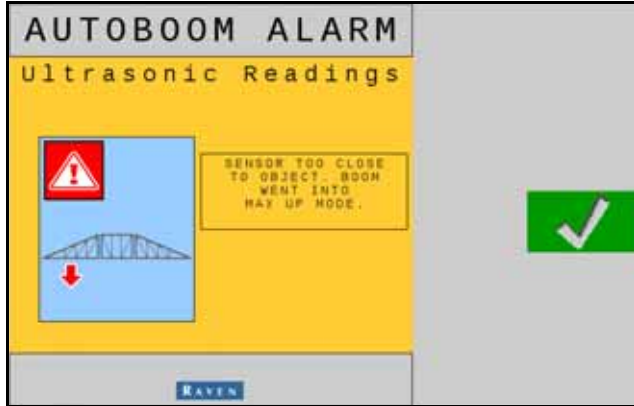 AUTOBOOM ALARM
Ultrasonic Readings
SENSOR TOO CLOSE
TO OBJECT. BOOM
WENT INTO
MAX UP MODE.
RAVEN